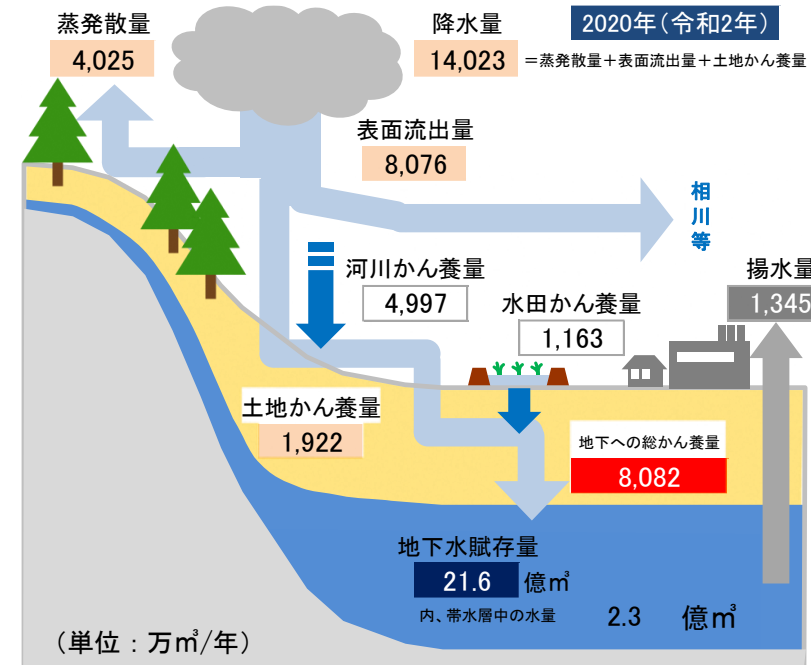 2020年(令和2年)
蒸発散量
4,025
降水量
14,023 =蒸発散量+表面流出量+土地かん養量
表面流出量
8,076
相川等
河川かん養量
4,997
水田かん養量
1,163
揚水量
1,345
土地かん養量
1,922
地下への総かん養量
8,082
地下水賦存量
21.6 億㎥
内、帯水層中の水量 2.3 億㎥
(単位:万㎥/年)